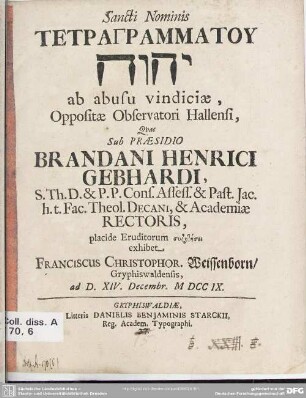 Sancti Nominis
ΤΕΤΡΑΓΡΑΜΜΑΤΟΥ
יהוה
ab abusu vindiciæ,
Oppositæ Observatori Hallensi,
Quas
Sub PRÆSIDIO
BRANDANI HENRICI
GEBHARDI,
S. Th. D. & P. P. Cons. Assess. & Past. Jac.
h. t. Fac. Theol. DECANI, & Academiæ
RECTORIS,
placide Eruditorum συζητήσει
exhibet
FRANCISCUS CHRISTOPHOR. Weissenborn/
Gryphiswaldensis,
ad D. XIV. Decembr. M DCC IX.
GRYPHISWALDIÆ,
Litteris DANIELIS BENJAMINIS STARCKII,
Reg. Academ. Typographi.
Coll. diss. A
70, 6